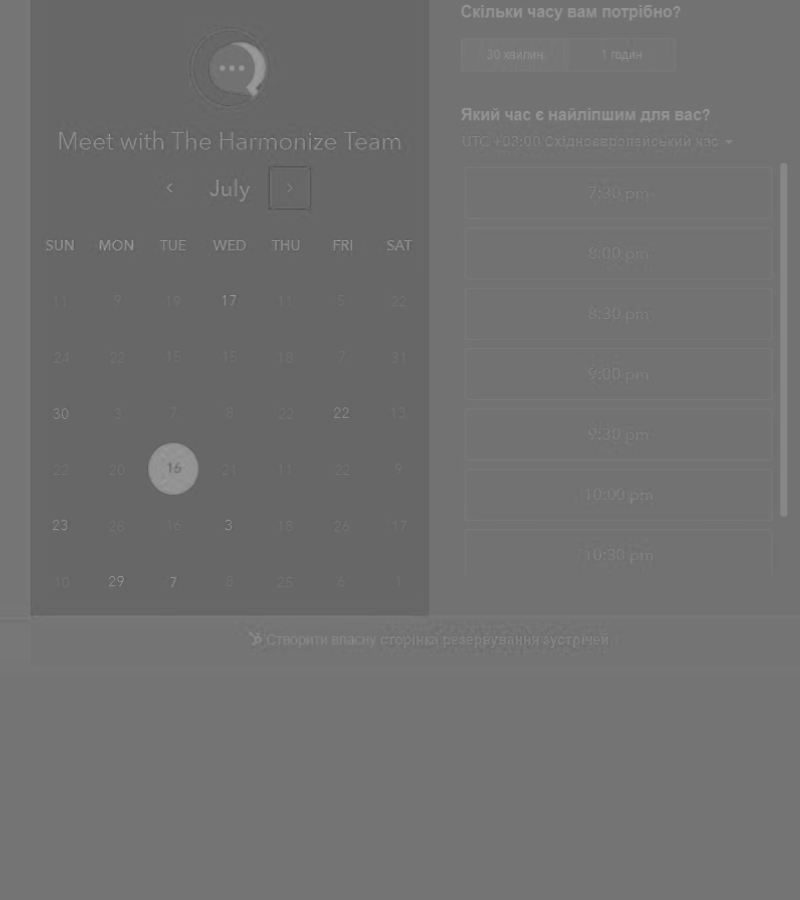 Meet with The Harmonize Team
July
SUN MON TUE WED THU FRI SAT
11 9 19 17 11 5 22
24 22 15 15 18 7 31
30 3 7 8 22 22 13
22 20 16 21 11 22 9
23 28 16 3 18 26 17
10 29 7 8 25 6 1
Скільки часу вам потрібно?
30 хвилин 1 годин
Який час є найліпшим для вас?
UTC +03:00 Східноєвропейський час
7:30 pm
8:00 pm
8:30 pm
9:00 pm
9:30 pm
10:00 pm
10:30 pm
Створити власну сторінка резервування зустрічей